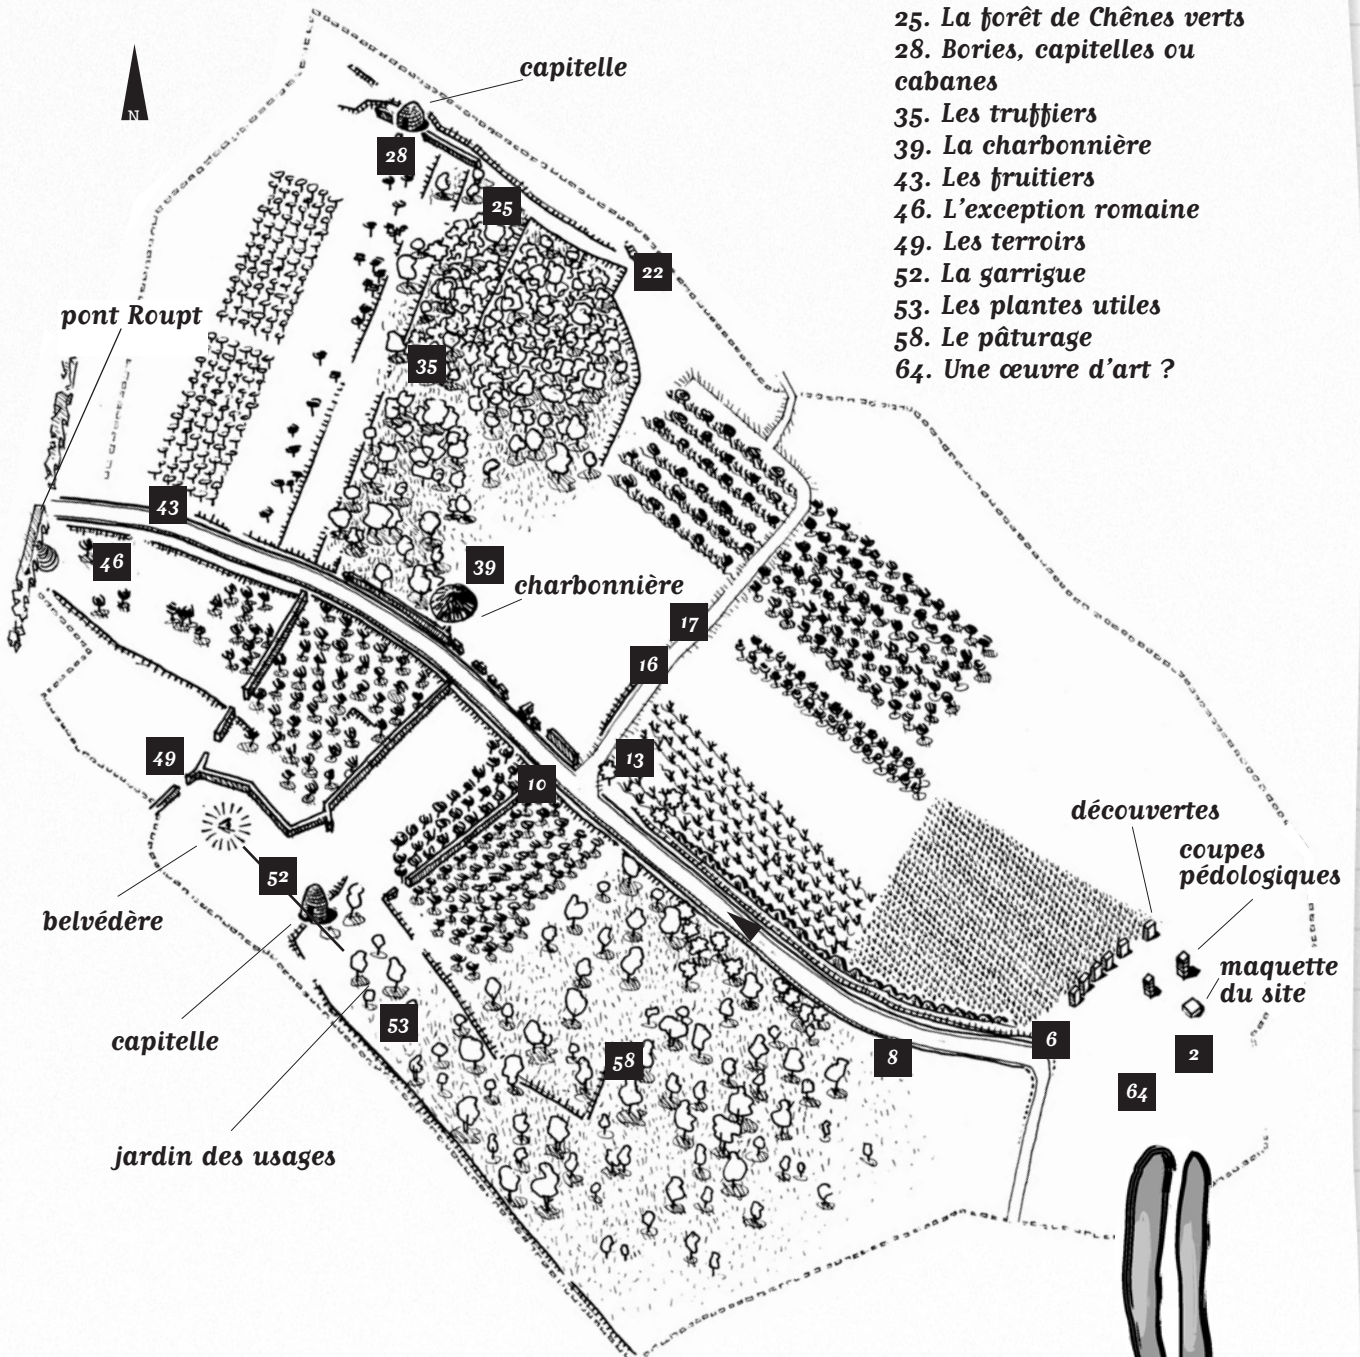 25. La forêt de Chênes verts
28. Bories, capitelles ou
cabanes
35. Les truffiers
39. La charbonnière
43. Les fruitiers
46. L'exception romaine
49. Les terroirs
52. La garrigue
53. Les plantes utiles
58. Le pâturage
64. Une œuvre d'art ?
capitelle
N
28
25
22
pont Roupt
35
43
46
39
charbonnière
17
16
49
13
10
découvertes
coupes
pédologiques
52
belvédère
maquette
du site
capitelle
53
58
8
6
2
64
jardin des usages